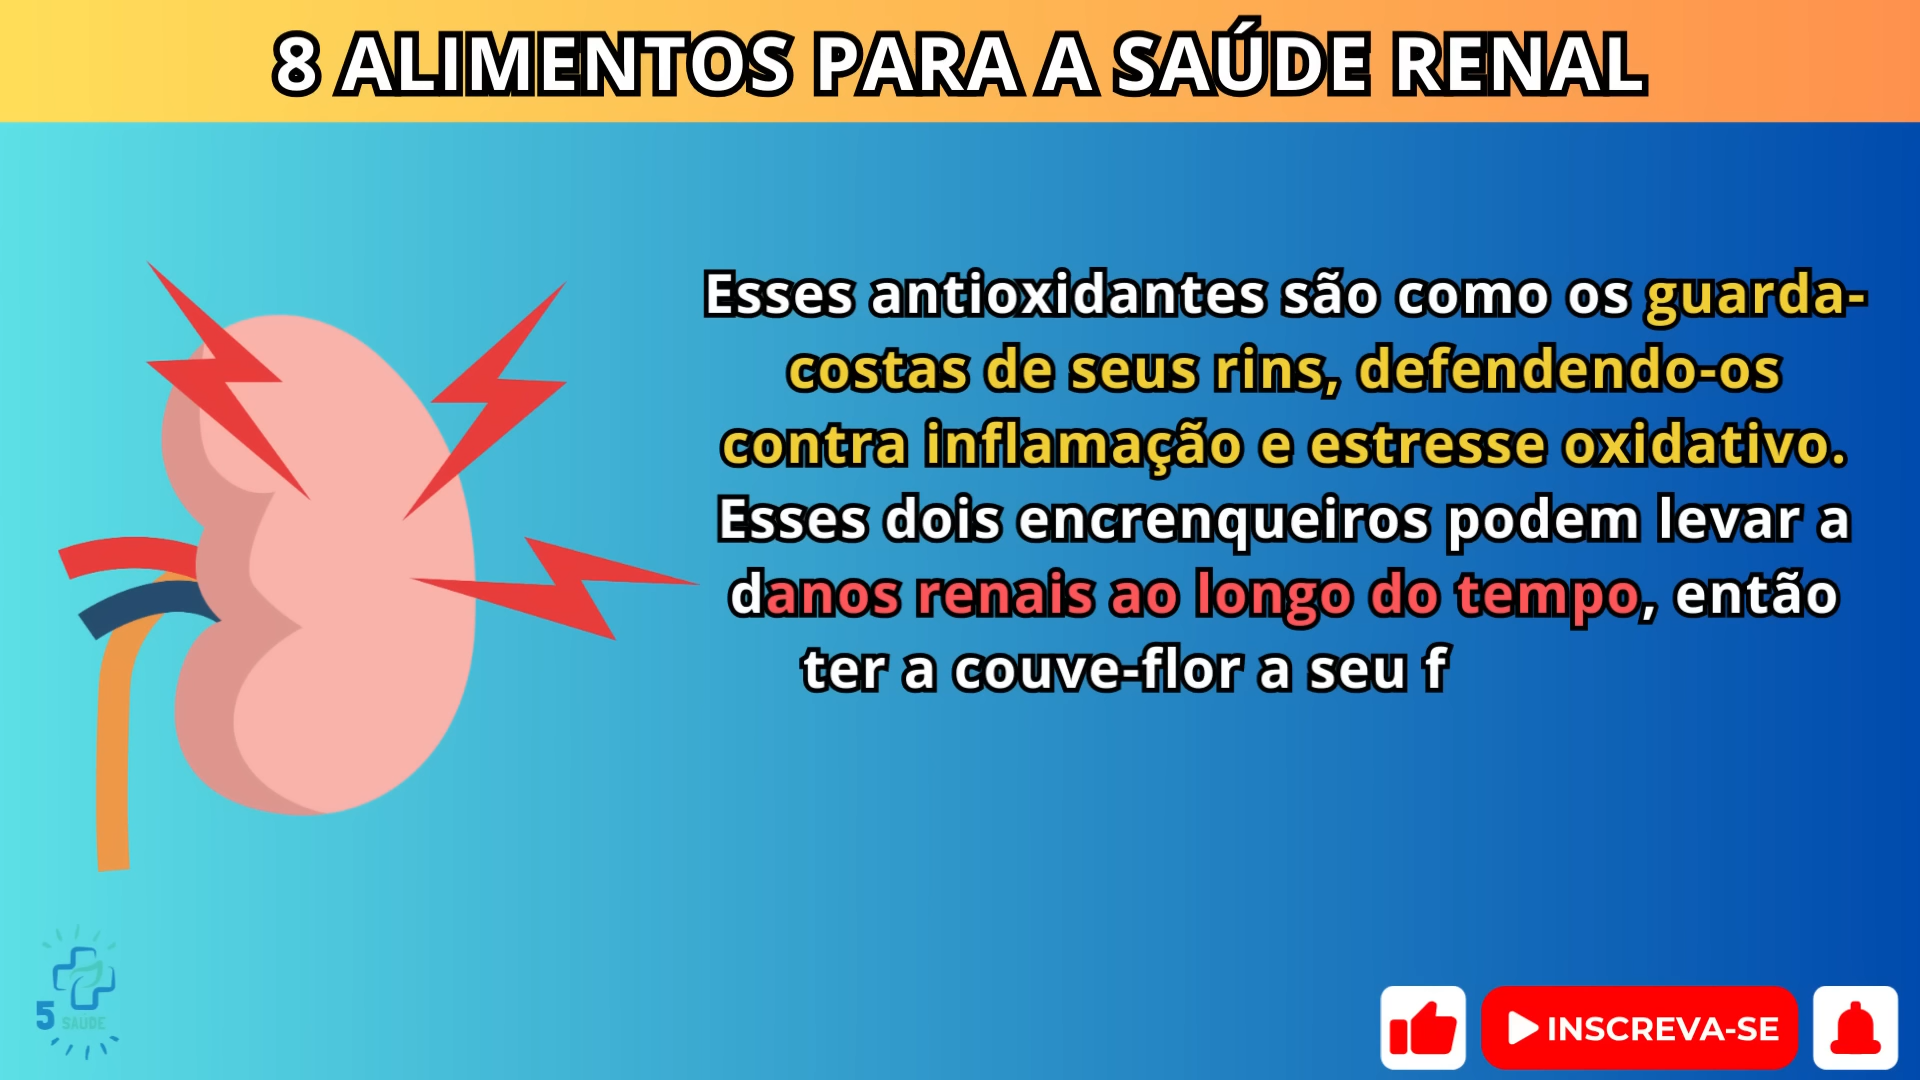 8 ALIMENTOS PARA A SAÚDE RENAL
Esses antioxidantes são como os guarda-
costas de seus rins, defendendo-os
contra inflamação e estresse oxidativo.
Esses dois encrenqueiros podem levar a
danos renais ao longo do tempo, então
ter a couve-flor a seu f
5
SAÚDE
INSCREVA-SE